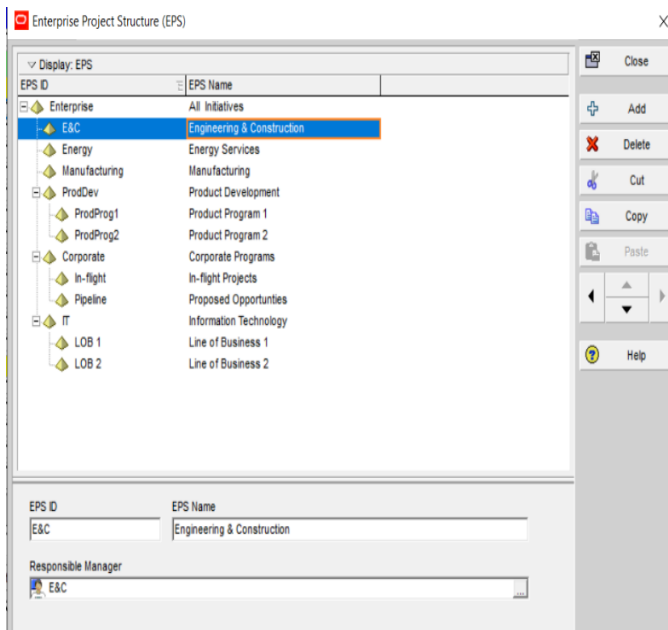 Enterprise Project Structure (EPS)
Display: EPS
Close
EPS ID EPS Name
Enterprise All Initiatives
Add
E&C Engineering & Construction
Energy Energy Services
Delete
Manufacturing Manufacturing
Cut
ProdDev Product Development
ProdProg1 Product Program 1
Copy
ProdProg2 Product Program 2
Corporate Corporate Programs
Paste
In-flight In-flight Projects
Pipeline Proposed Opportunties
IT Information Technology
LOB 1 Line of Business 1
Help
LOB 2 Line of Business 2
EPS ID EPS Name
E&C Engineering & Construction
Responsible Manager
E&C ...